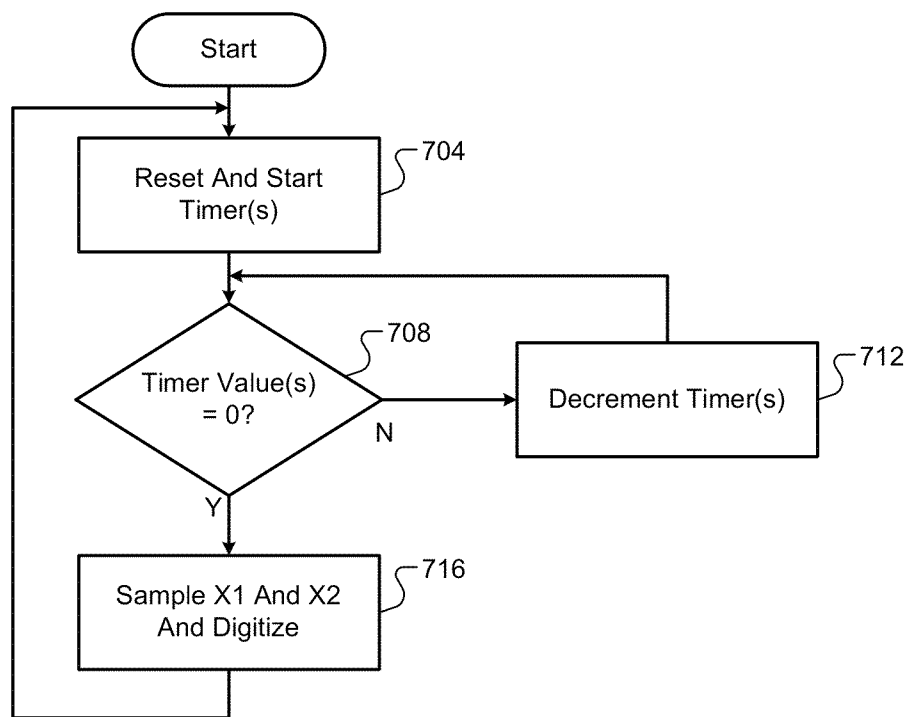 Start
704
Reset And Start
Timer(s)
708
Timer Value(s)
= 0?
N
712
Decrement Timer(s)
Y
716
Sample X1 And X2
And Digitize